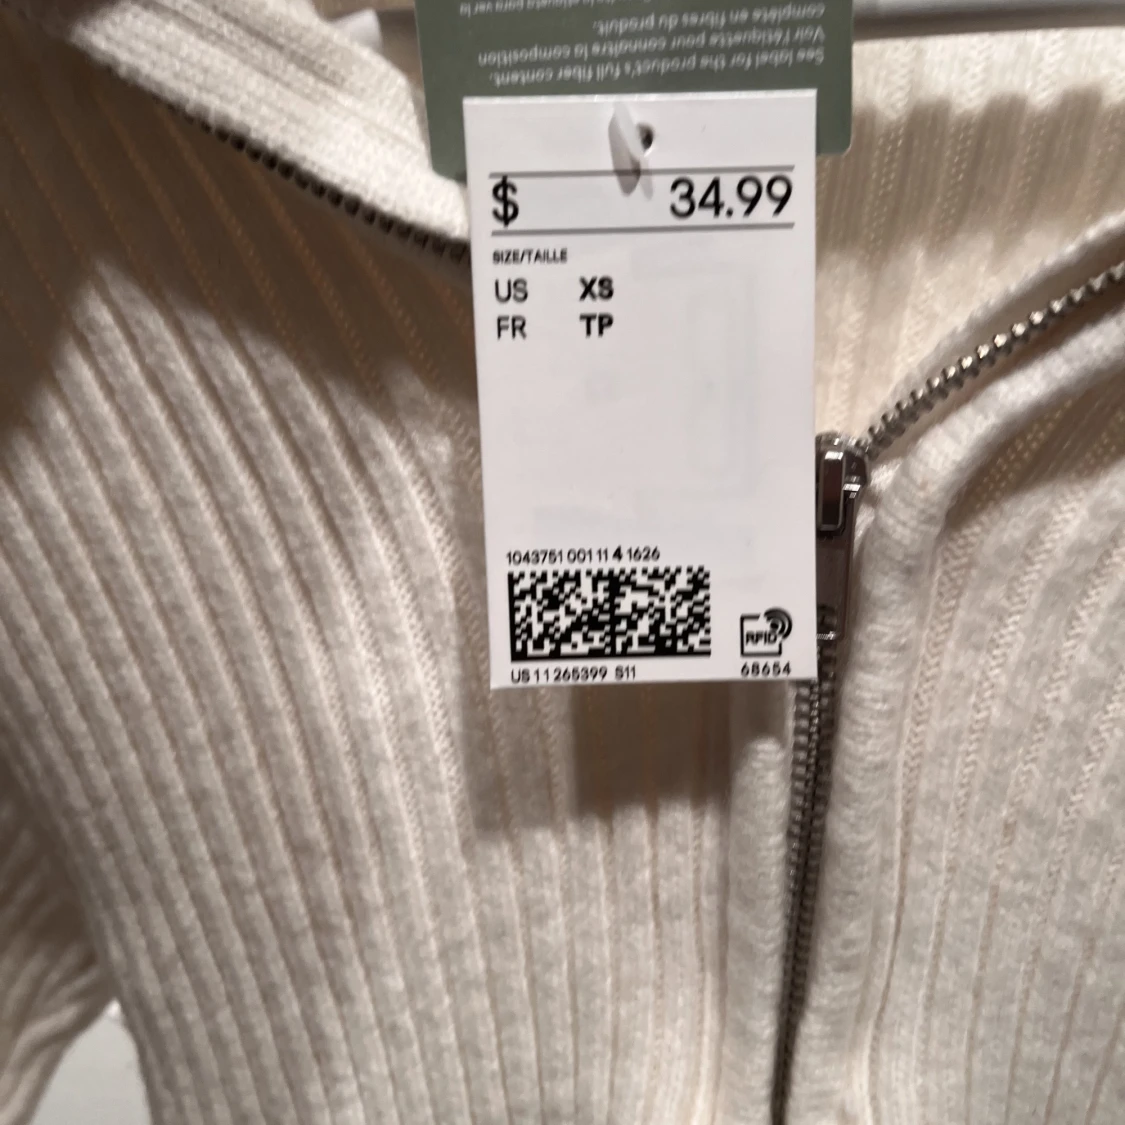 See label for the product's full fiber content.
Voir l'étiquette pour connaître la composition
complète en fibres du produit.
$ 34.99
SIZE/TAILLE
US XS
FR TP
1043751 001 11 4 1626
US 11 265399 S11
RFID
68654